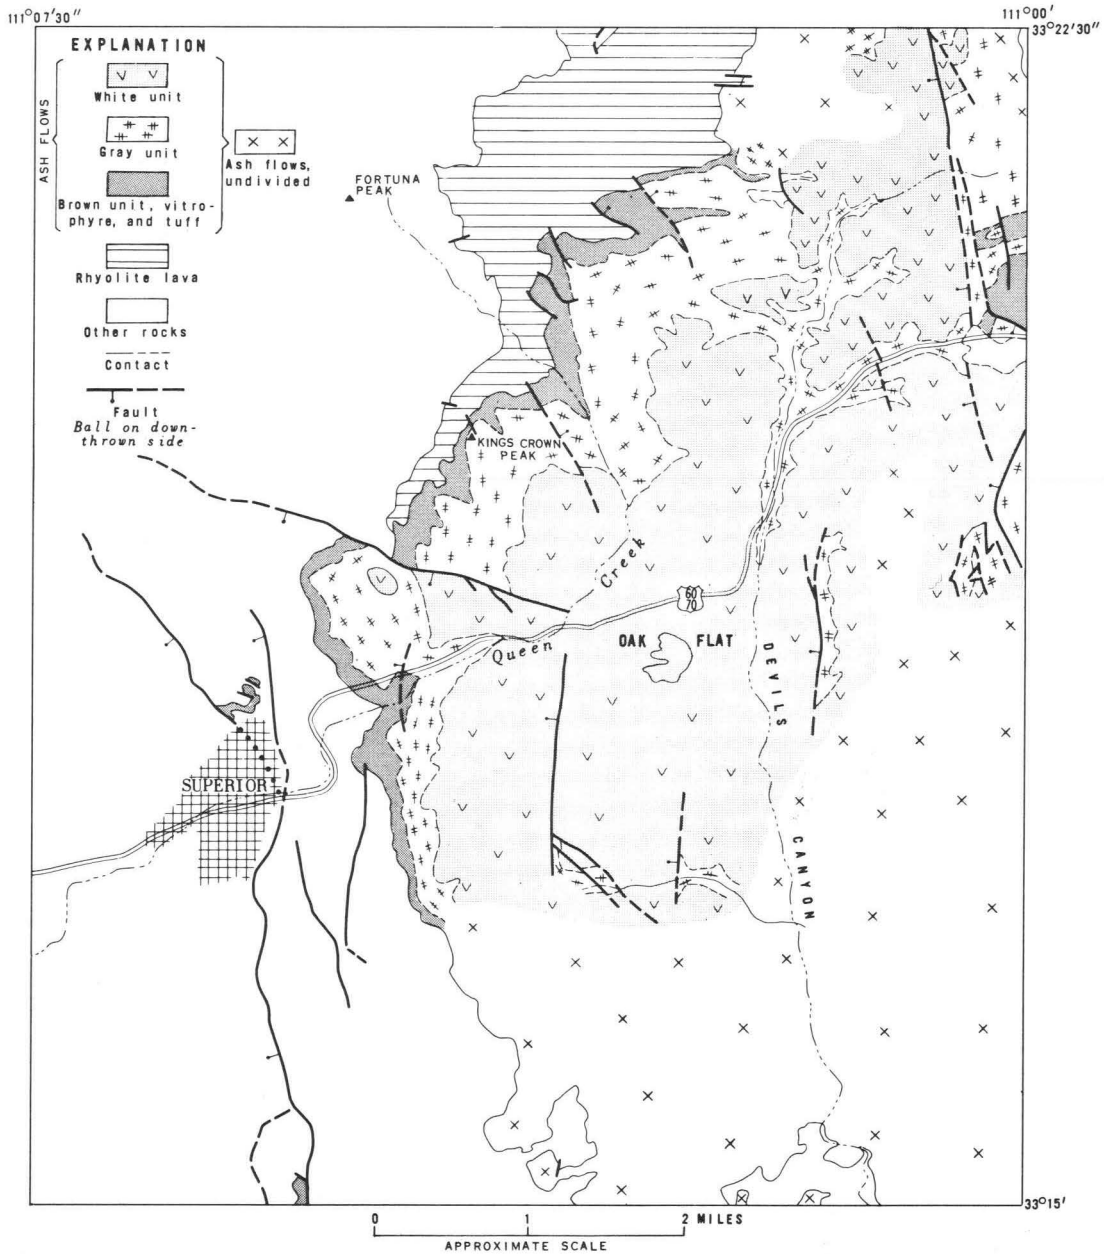 111°07'30"
111°00'
33°22'30"
EXPLANATION
ASH FLOWS
White unit
Gray unit
Brown unit, vitro-
phyre, and tuff
Ash flows,
undivided
Rhyolite lava
Other rocks
Contact
Fault
Ball on down-
thrown side
FORTUNA
PEAK
KINGS CROWN
PEAK
Queen Creek
60
70
OAK FLAT
DEVILS CANYON
SUPERIOR
33°15'
0 1 2 MILES
APPROXIMATE SCALE